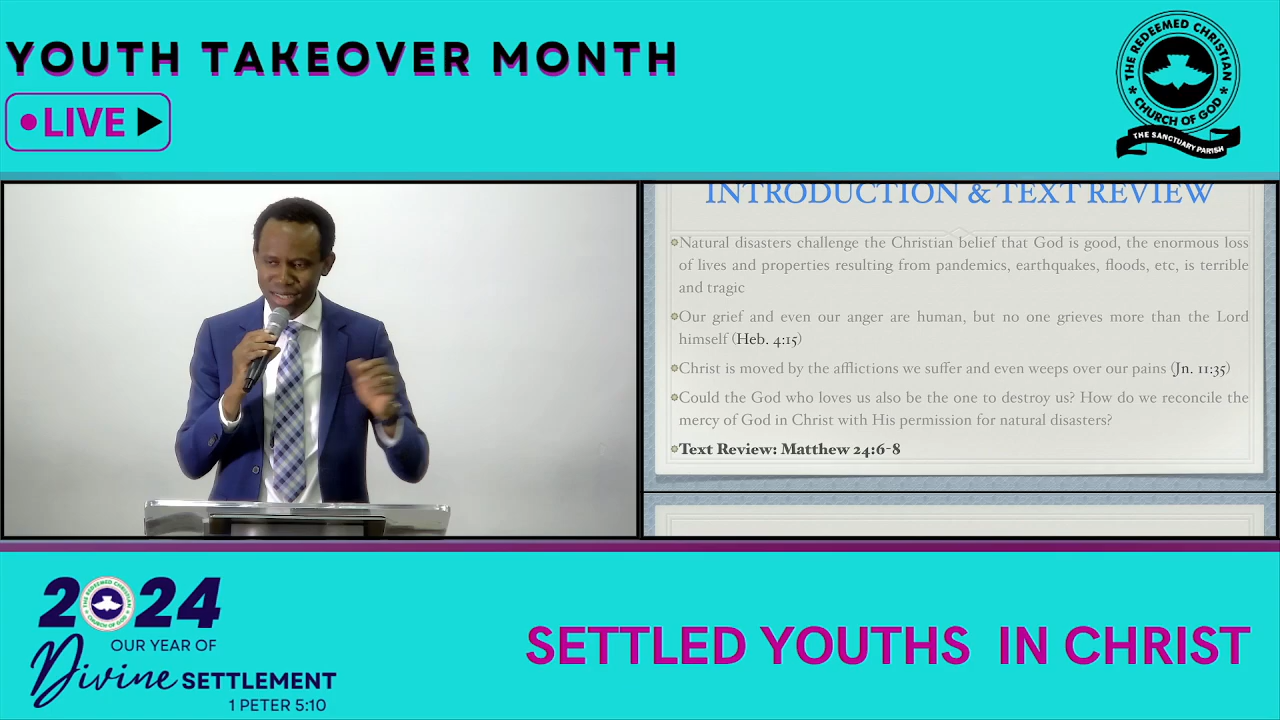 YOUTH TAKEOVER MONTH
LIVE
THE REDEEMED CHRISTIAN
CHURCH OF GOD
THE SANCTUARY PARISH
INTRODUCTION & TEXT REVIEW
Natural disasters challenge the Christian belief that God is good, the enormous loss
of lives and properties resulting from pandemics, earthquakes, floods, etc, is terrible
and tragic
Our grief and even our anger are human, but no one grieves more than the Lord
himself (Heb. 4:15)
Christ is moved by the afflictions we suffer and even weeps over our pains (Jn. 11:35)
Could the God who loves us also be the one to destroy us? How do we reconcile the
mercy of God in Christ with His permission for natural disasters?
Text Review: Matthew 24:6-8
2024
THE REDEEMED CHRISTIAN
CHURCH OF GOD
OUR YEAR OF
Divine SETTLEMENT
1 PETER 5:10
SETTLED YOUTHS IN CHRIST